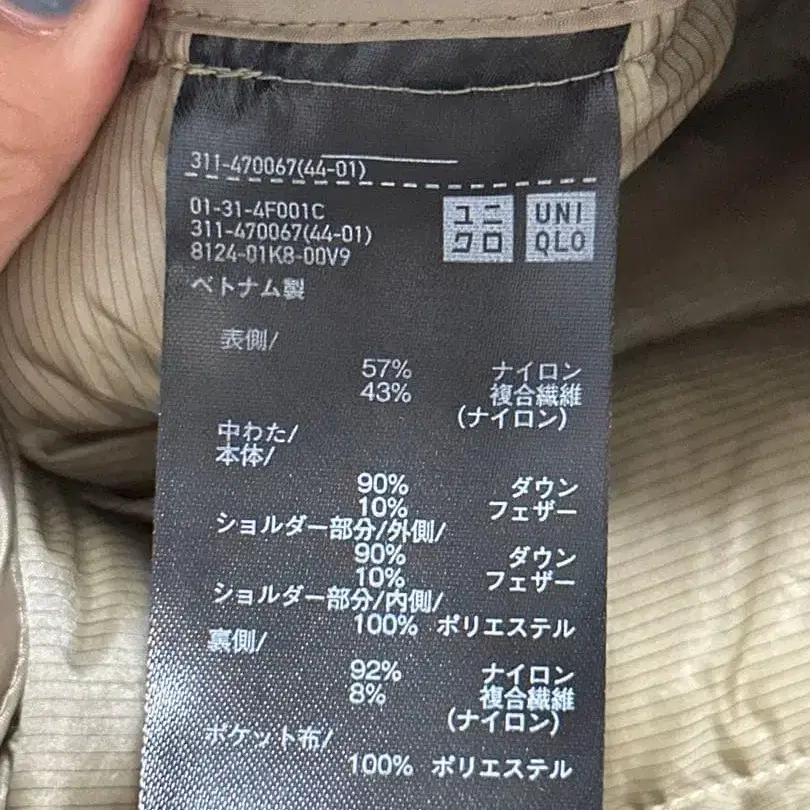 311-470067(44-01)
01-31-4F001C
311-470067(44-01)
8124-01K8-00V9
ユニ
クロ
UNI
QLO
ベトナム製
表側/
57% ナイロン
43% 複合繊維
(ナイロン)
中わた/
本体/
90% ダウン
10% フェザー
ショルダー部分/外側/
90% ダウン
10% フェザー
ショルダー部分/内側/
100% ポリエステル
裏側/
92% ナイロン
8% 複合繊維
(ナイロン)
ポケット布/
100% ポリエステル